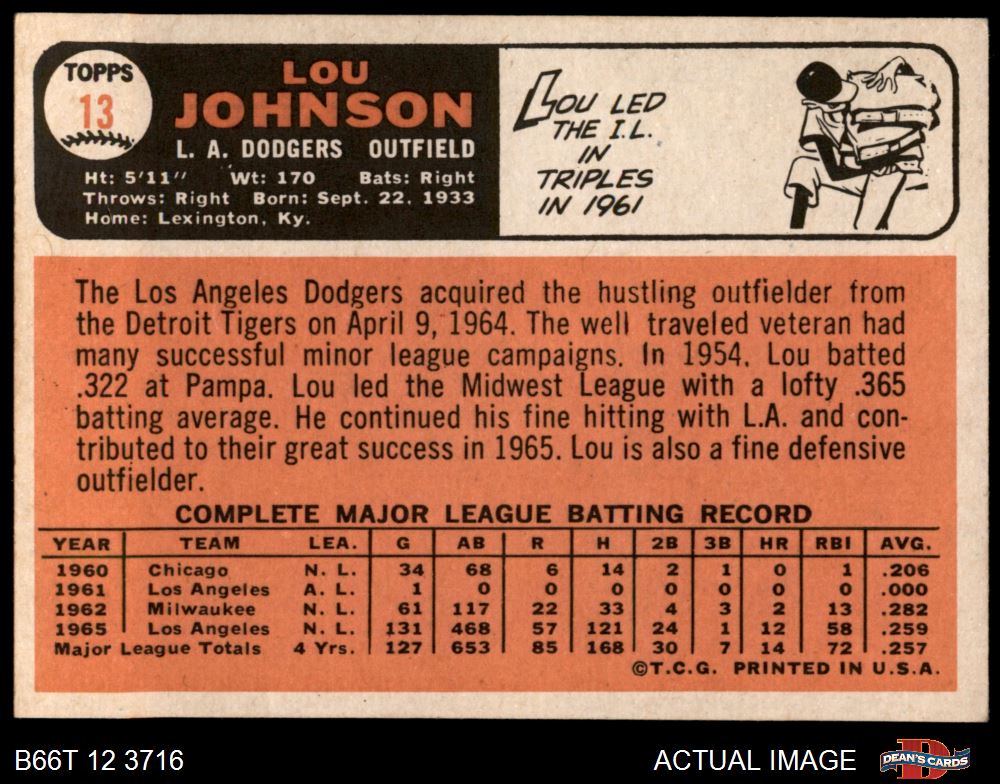 TOPPS
13
LOU
JOHNSON
L. A. DODGERS OUTFIELD
Ht: 5'11" Wt: 170 Bats: Right
Throws: Right Born: Sept. 22, 1933
Home: Lexington, Ky.
LOU LED
THE I.L.
IN
TRIPLES
IN 1961
The Los Angeles Dodgers acquired the hustling outfielder from
the Detroit Tigers on April 9, 1964. The well traveled veteran had
many successful minor league campaigns. In 1954, Lou batted
.322 at Pampa. Lou led the Midwest League with a lofty .365
batting average. He continued his fine hitting with L.A. and con-
tributed to their great success in 1965. Lou is also a fine defensive
outfielder.
COMPLETE MAJOR LEAGUE BATTING RECORD
YEAR TEAM LEA. G AB R H 2B 3B HR RBI AVG.
1960 Chicago N. L. 34 68 6 14 2 1 0 1 .206
1961 Los Angeles A. L. 1 0 0 0 0 0 0 0 .000
1962 Milwaukee N. L. 61 117 22 33 4 3 2 13 .282
1965 Los Angeles N. L. 131 468 57 121 24 1 12 58 .259
Major League Totals 4 Yrs. 127 653 85 168 30 7 14 72 .257
©T.C.G. PRINTED IN U.S.A.
B66T 12 3716
ACTUAL IMAGE
D
DEAN'S CARDS